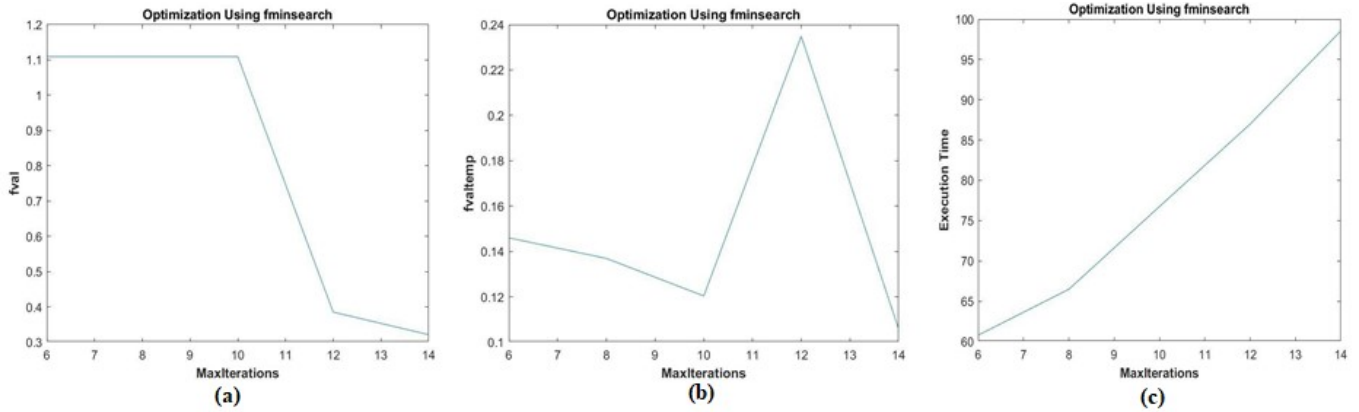 Optimization Using fminsearch
1.2
1.1
1
0.9
0.8
0.7
0.6
0.5
0.4
0.3
fval
6 7 8 9 10 11 12 13 14
MaxIterations
(a)
Optimization Using fminsearch
0.24
0.22
0.2
0.18
0.16
0.14
0.12
0.1
fvaltemp
6 7 8 9 10 11 12 13 14
MaxIterations
(b)
Optimization Using fminsearch
100
95
90
85
80
75
70
65
60
Execution Time
6 7 8 9 10 11 12 13 14
MaxIterations
(c)